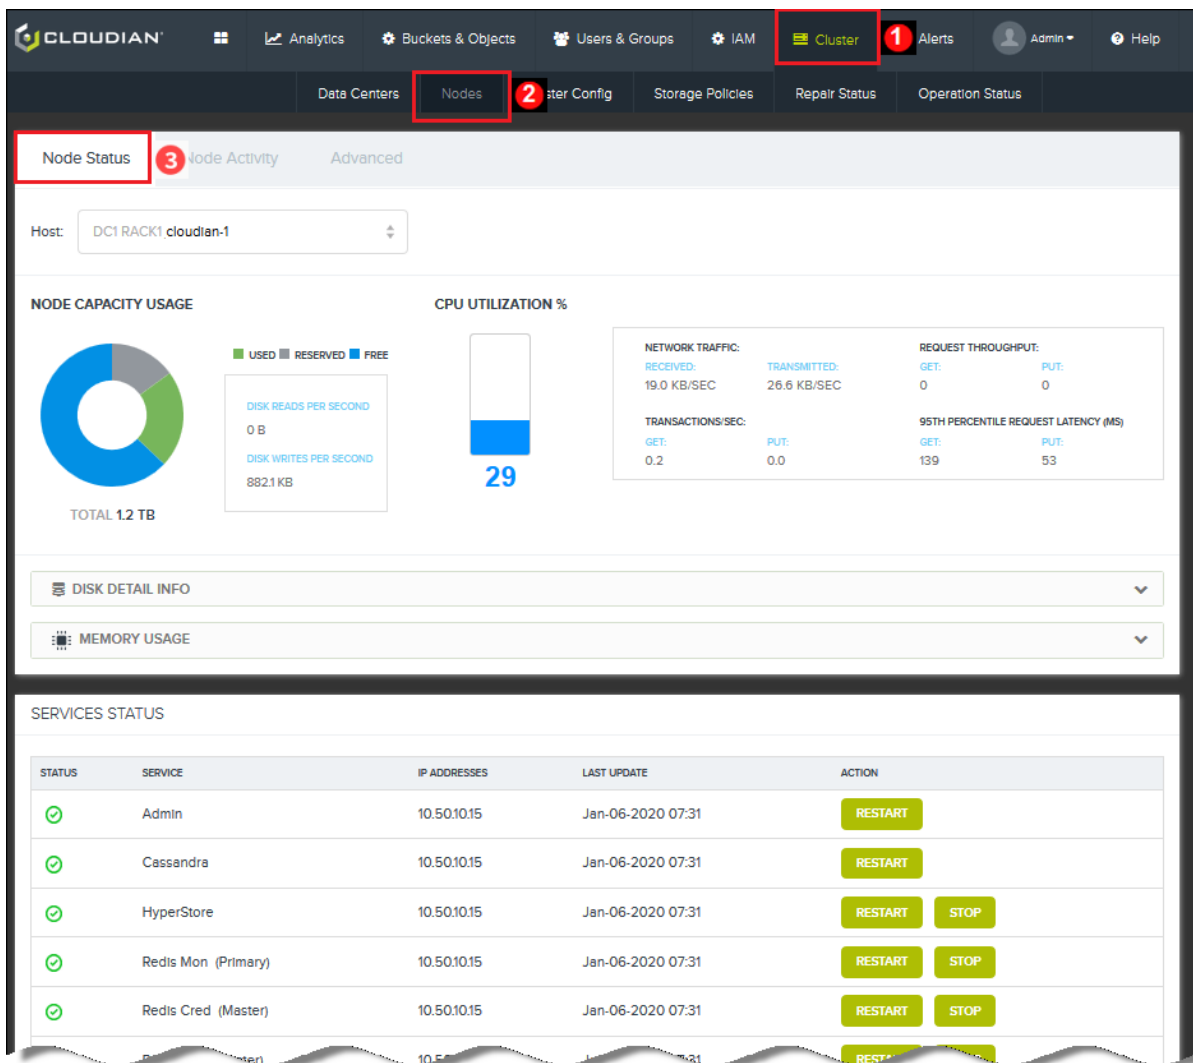 CLOUDIAN Analytics Buckets & Objects Users & Groups IAM Cluster 1 Alerts Admin Help
Data Centers Nodes 2 ster Config Storage Policies Repair Status Operation Status
Node Status 3 Node Activity Advanced
Host: DC1 RACK1 cloudian-1
NODE CAPACITY USAGE
USED RESERVED FREE
DISK READS PER SECOND
0 B
DISK WRITES PER SECOND
882.1 KB
TOTAL 1.2 TB
CPU UTILIZATION %
29
NETWORK TRAFFIC:
RECEIVED: TRANSMITTED:
19.0 KB/SEC 26.6 KB/SEC
REQUEST THROUGHPUT:
GET: PUT:
0 0
TRANSACTIONS/SEC:
GET: PUT:
0.2 0.0
95TH PERCENTILE REQUEST LATENCY (MS)
GET: PUT:
139 53
DISK DETAIL INFO
MEMORY USAGE
SERVICES STATUS
STATUS SERVICE IP ADDRESSES LAST UPDATE ACTION
Admin 10.50.10.15 Jan-06-2020 07:31 RESTART
Cassandra 10.50.10.15 Jan-06-2020 07:31 RESTART
HyperStore 10.50.10.15 Jan-06-2020 07:31 RESTART STOP
Redis Mon (Primary) 10.50.10.15 Jan-06-2020 07:31 RESTART STOP
Redis Cred (Master) 10.50.10.15 Jan-06-2020 07:31 RESTART STOP